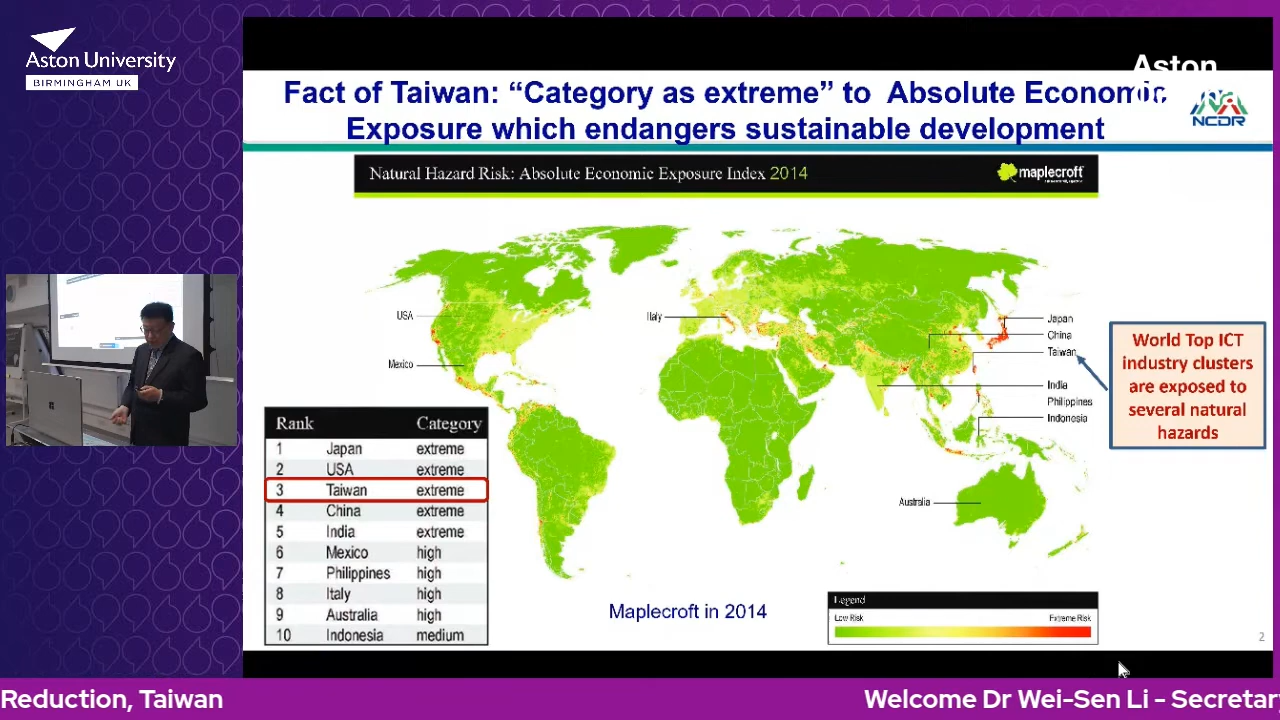 Aston University
BIRMINGHAM UK
Aston
Fact of Taiwan: “Category as extreme” to Absolute Economic
Exposure which endangers sustainable development
NCDR
Natural Hazard Risk: Absolute Economic Exposure Index 2014
maplecroft
USA
Mexico
Italy
Japan
China
Taiwan
India
Philippines
Indonesia
Australia
World Top ICT
industry clusters
are exposed to
several natural
hazards
Rank Category
1 Japan extreme
2 USA extreme
3 Taiwan extreme
4 China extreme
5 India extreme
6 Mexico high
7 Philippines high
8 Italy high
9 Australia high
10 Indonesia medium
Maplecroft in 2014
Legend
Low Risk Extreme Risk
2
Reduction, Taiwan Welcome Dr Wei-Sen Li - Secretary